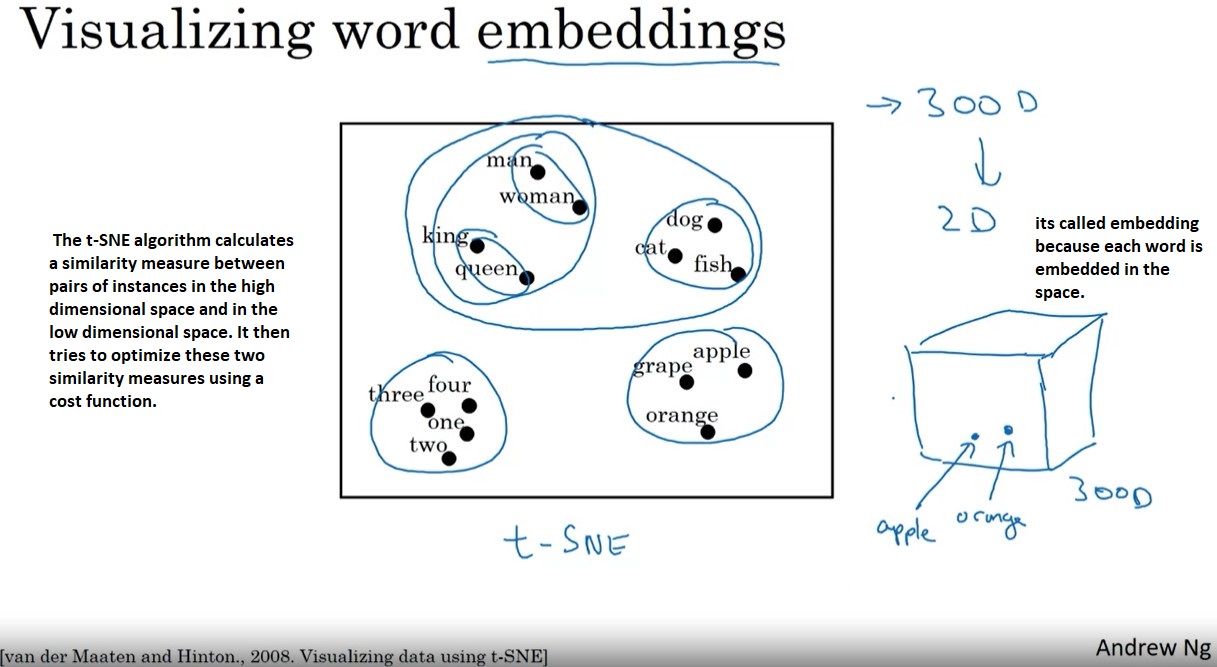 Visualizing word embeddings
→ 300D
↓
2D
its called embedding
because each word is
embedded in the
space.
The t-SNE algorithm calculates
a similarity measure between
pairs of instances in the high
dimensional space and in the
low dimensional space. It then
tries to optimize these two
similarity measures using a
cost function.
man
woman
king
queen
dog
cat
fish
apple
grape
orange
four
three
one
two
300D
apple orange
t-SNE
Andrew Ng
[van der Maaten and Hinton., 2008. Visualizing data using t-SNE]